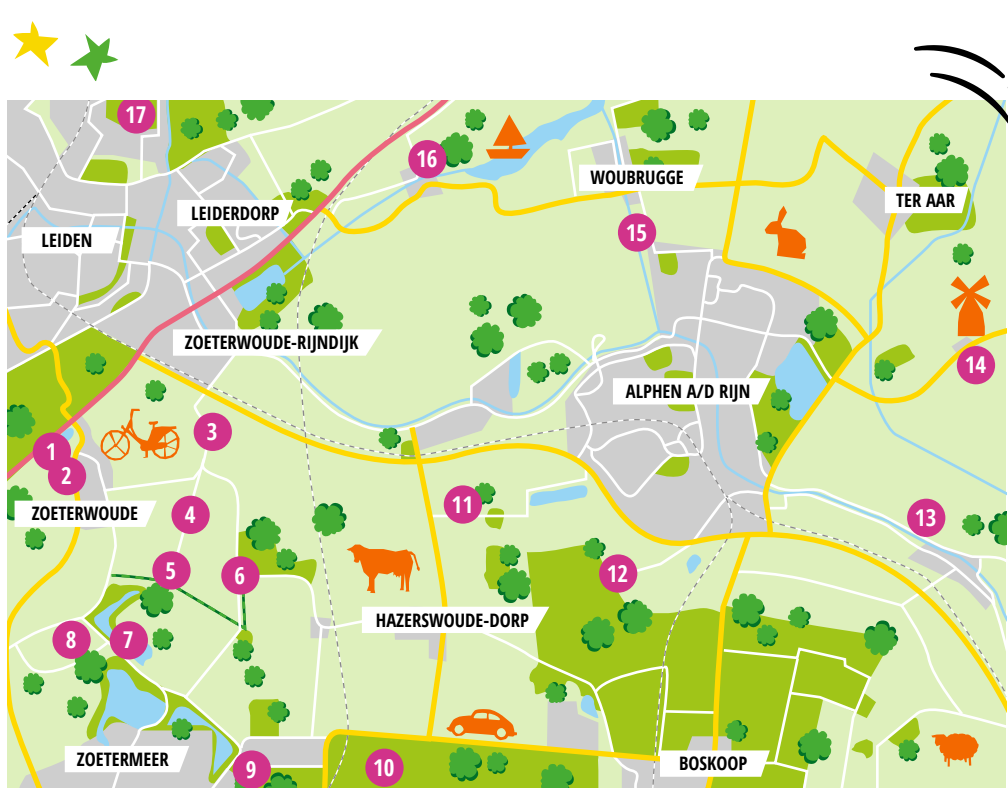 17
16
WOUBRUGGE
TER AAR
LEIDERDORP
LEIDEN
15
ZOETERWOUDE-RIJNDIJK
14
ALPHEN A/D RIJN
3
1
2
11
ZOETERWOUDE
4
13
5
6
12
HAZERSWOUDE-DORP
8
7
ZOETERMEER
9
10
BOSKOOP